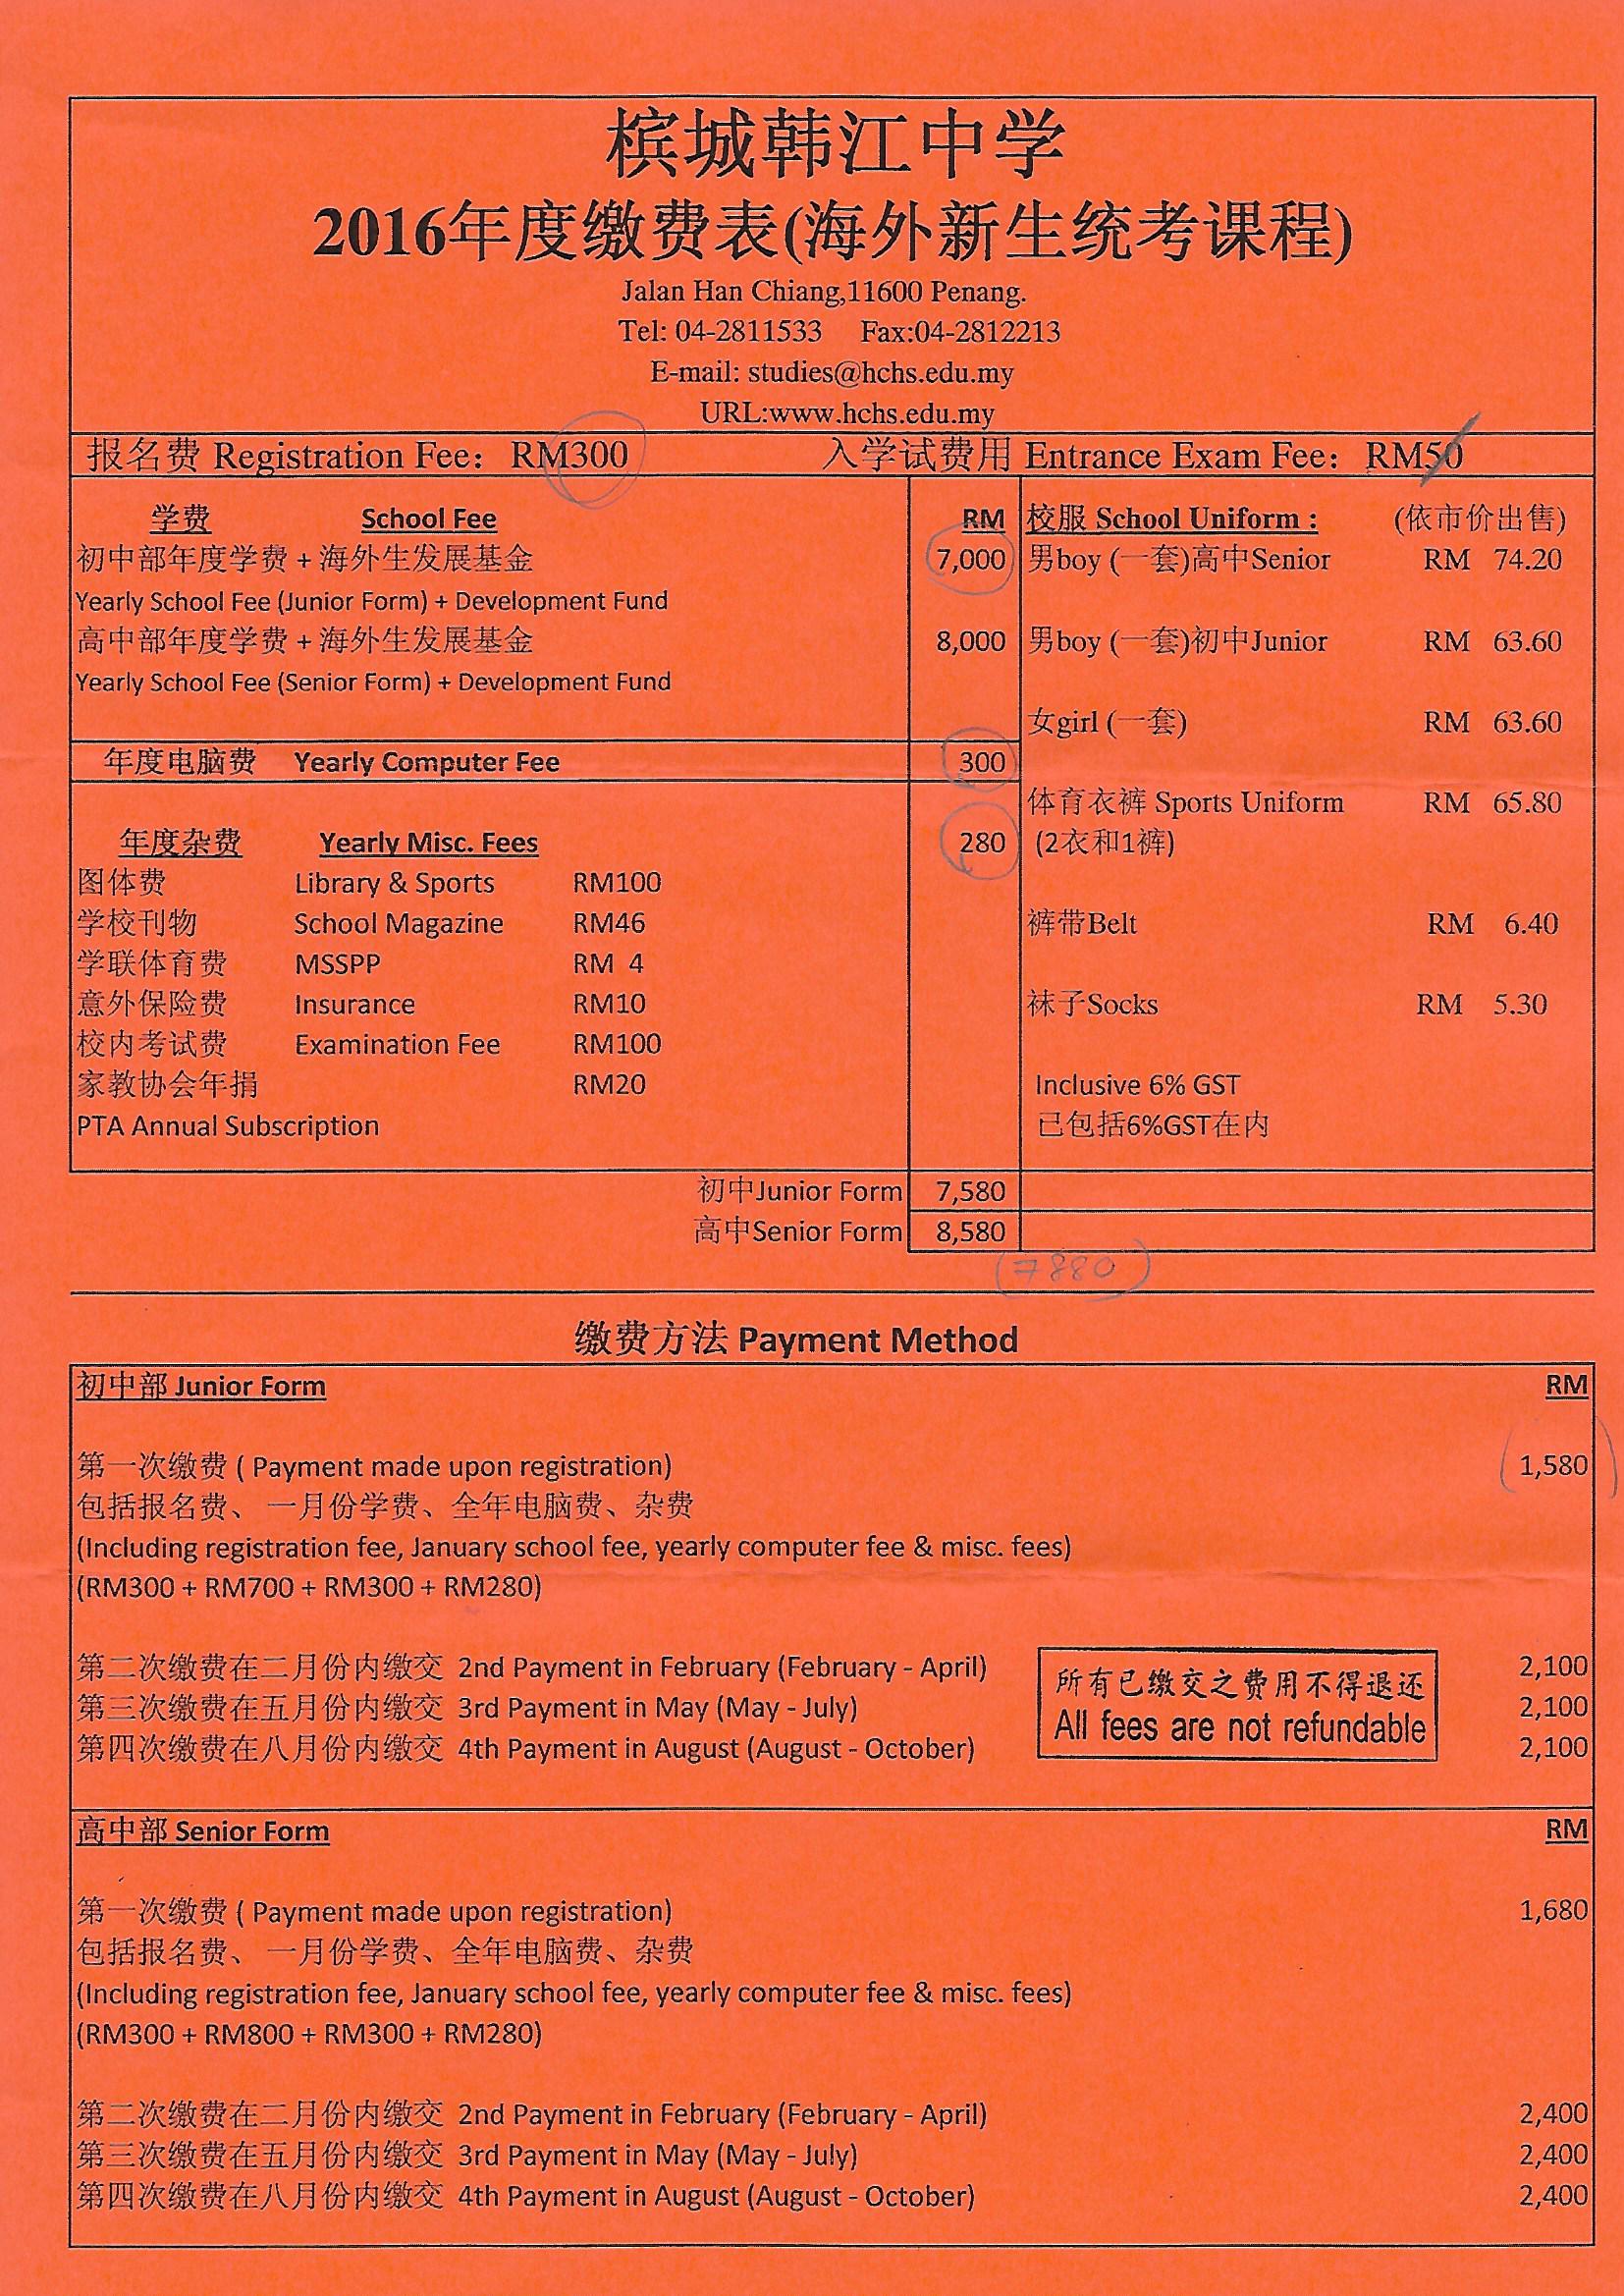 槟城韩江中学
2016年度缴费表(海外新生统考课程)
Jalan Han Chiang,11600 Penang.
Tel: 04-2811533 Fax:04-2812213
E-mail: studies@hchs.edu.my
URL:www.hchs.edu.my
报名费 Registration Fee: RM300 入学试费用 Entrance Exam Fee: RM50
学费 School Fee RM 校服 School Uniform : (依市价出售)
初中部年度学费 + 海外生发展基金 7,000 男boy (一套)高中Senior RM 74.20
Yearly School Fee (Junior Form) + Development Fund
高中部年度学费 + 海外生发展基金 8,000 男boy (一套)初中Junior RM 63.60
Yearly School Fee (Senior Form) + Development Fund
女girl (一套) RM 63.60
年度电脑费 Yearly Computer Fee 300
体育衣裤 Sports Uniform RM 65.80
年度杂费 Yearly Misc. Fees 280 (2衣和1裤)
图体费 Library & Sports RM100
学校刊物 School Magazine RM46 裤带Belt RM 6.40
学联体育费 MSSPP RM 4
意外保险费 Insurance RM10 袜子Socks RM 5.30
校内考试费 Examination Fee RM100
家教协会年捐 RM20 Inclusive 6% GST
PTA Annual Subscription 已包括6%GST在内
初中Junior Form 7,580
高中Senior Form 8,580
(7880)
缴费方法 Payment Method
初中部 Junior Form RM
第一次缴费 ( Payment made upon registration) 1,580
包括报名费、 一月份学费、全年电脑费、杂费
(Including registration fee, January school fee, yearly computer fee & misc. fees)
(RM300 + RM700 + RM300 + RM280)
第二次缴费在二月份内缴交 2nd Payment in February (February - April) 2,100
第三次缴费在五月份内缴交 3rd Payment in May (May - July) 2,100
第四次缴费在八月份内缴交 4th Payment in August (August - October) 2,100
所有已缴交之费用不得退还
All fees are not refundable
高中部 Senior Form RM
第一次缴费 ( Payment made upon registration) 1,680
包括报名费、 一月份学费、全年电脑费、杂费
(Including registration fee, January school fee, yearly computer fee & misc. fees)
(RM300 + RM800 + RM300 + RM280)
第二次缴费在二月份内缴交 2nd Payment in February (February - April) 2,400
第三次缴费在五月份内缴交 3rd Payment in May (May - July) 2,400
第四次缴费在八月份内缴交 4th Payment in August (August - October) 2,400